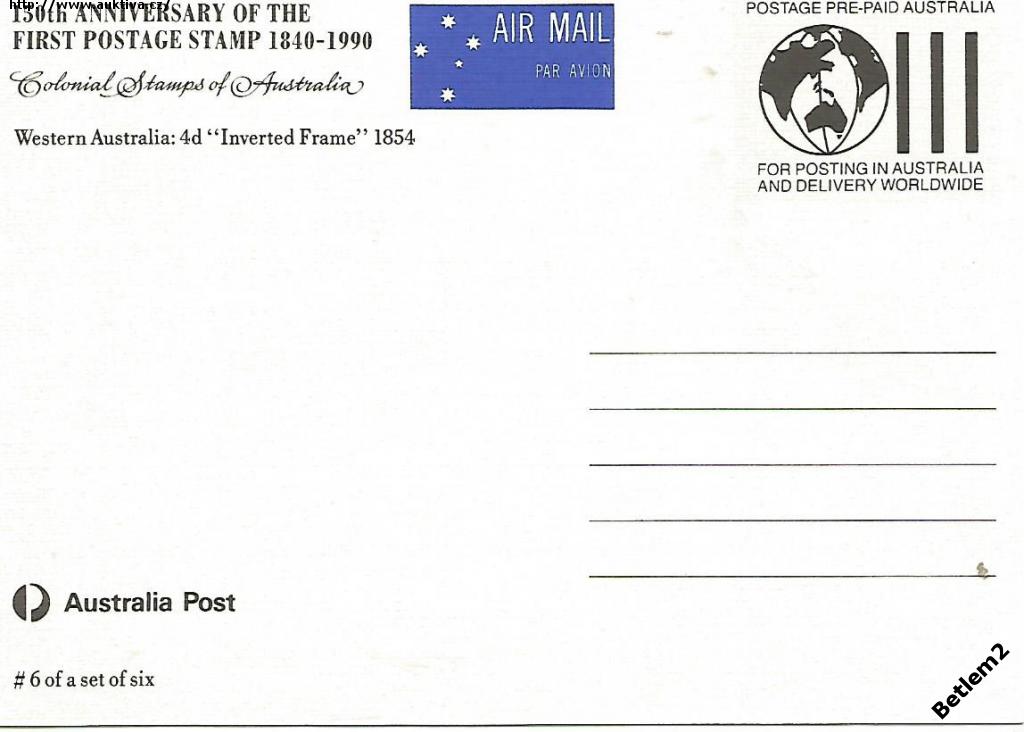 http://www.auktiva.cz/
150th ANNIVERSARY OF THE
FIRST POSTAGE STAMP 1840-1990
Colonial Stamps of Australia
Western Australia: 4d “Inverted Frame” 1854
AIR MAIL
PAR AVION
POSTAGE PRE-PAID AUSTRALIA
FOR POSTING IN AUSTRALIA
AND DELIVERY WORLDWIDE
Australia Post
# 6 of a set of six
Betlem2